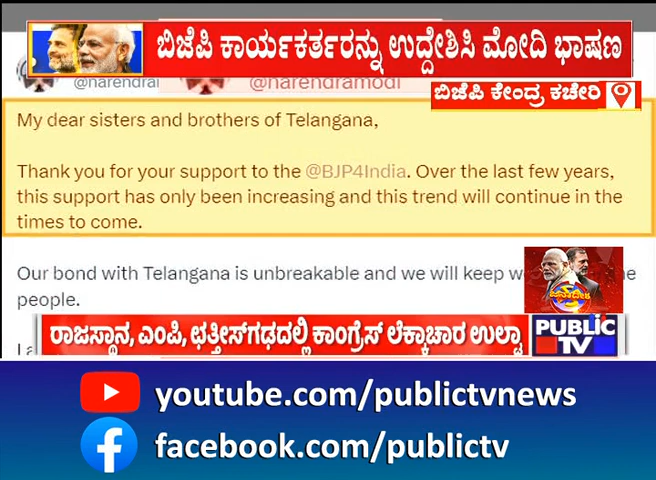 ಬಿಜೆಪಿ ಕಾರ್ಯಕರ್ತರನ್ನು ಉದ್ದೇಶಿಸಿ ಮೋದಿ ಭಾಷಣ
@narendramodi
ಬಿಜೆಪಿ ಕೇಂದ್ರ ಕಚೇರಿ
My dear sisters and brothers of Telangana,
Thank you for your support to the @BJP4India. Over the last few years,
this support has only been increasing and this trend will continue in the
times to come.
Our bond with Telangana is unbreakable and we will keep
people.
ಜನಾದೇಶ
ರಾಜಸ್ಥಾನ, ಎಂಪಿ, ಛತ್ತೀಸ್‌ಗಢದಲ್ಲಿ ಕಾಂಗ್ರೆಸ್ ಲೆಕ್ಕಾಚಾರ ಉಲ್ಟಾ
PUBLiC
TV
youtube.com/publictvnews
facebook.com/publictv